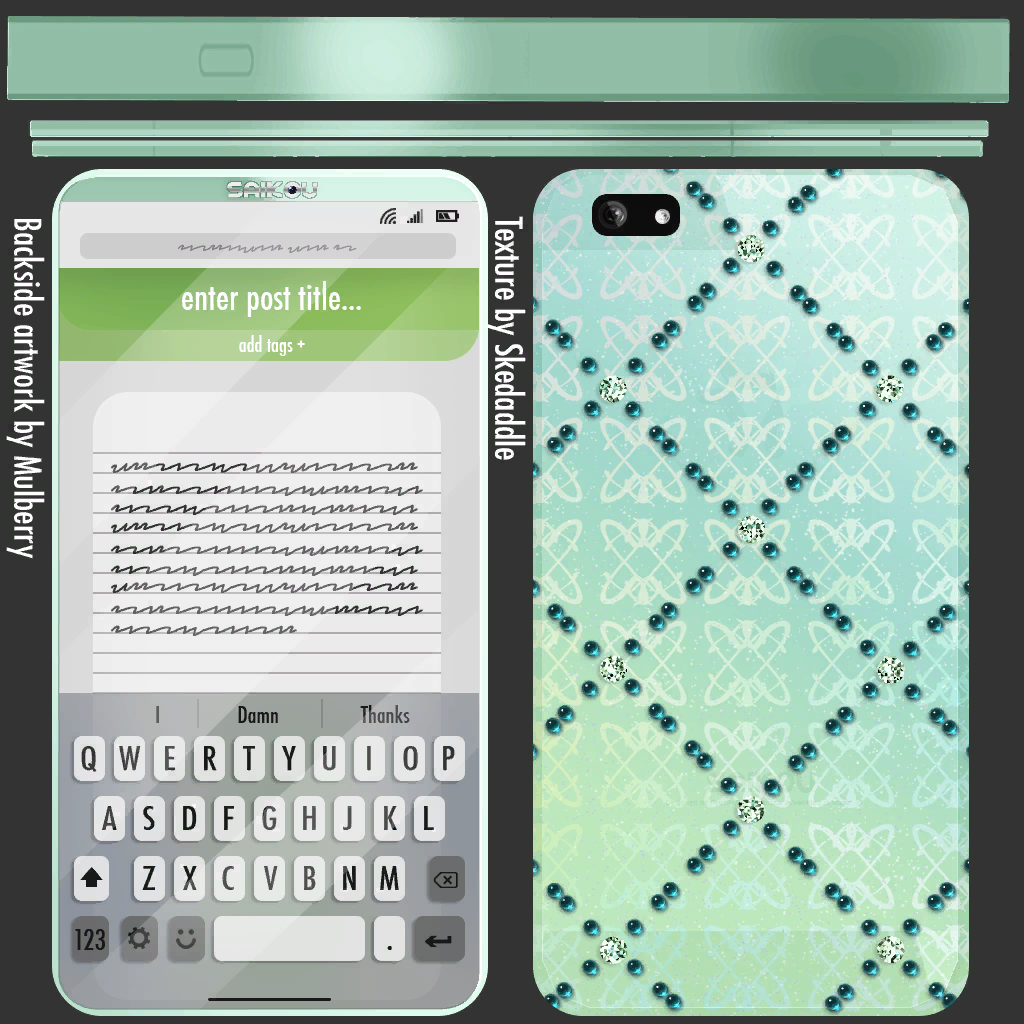 SAIKOU
Backside artwork by Mulberry
Texture by Skedaddle
enter post title...
add tags +
I Damn Thanks
Q W E R T Y U I O P
A S D F G H J K L
Z X C V B N M
123 .